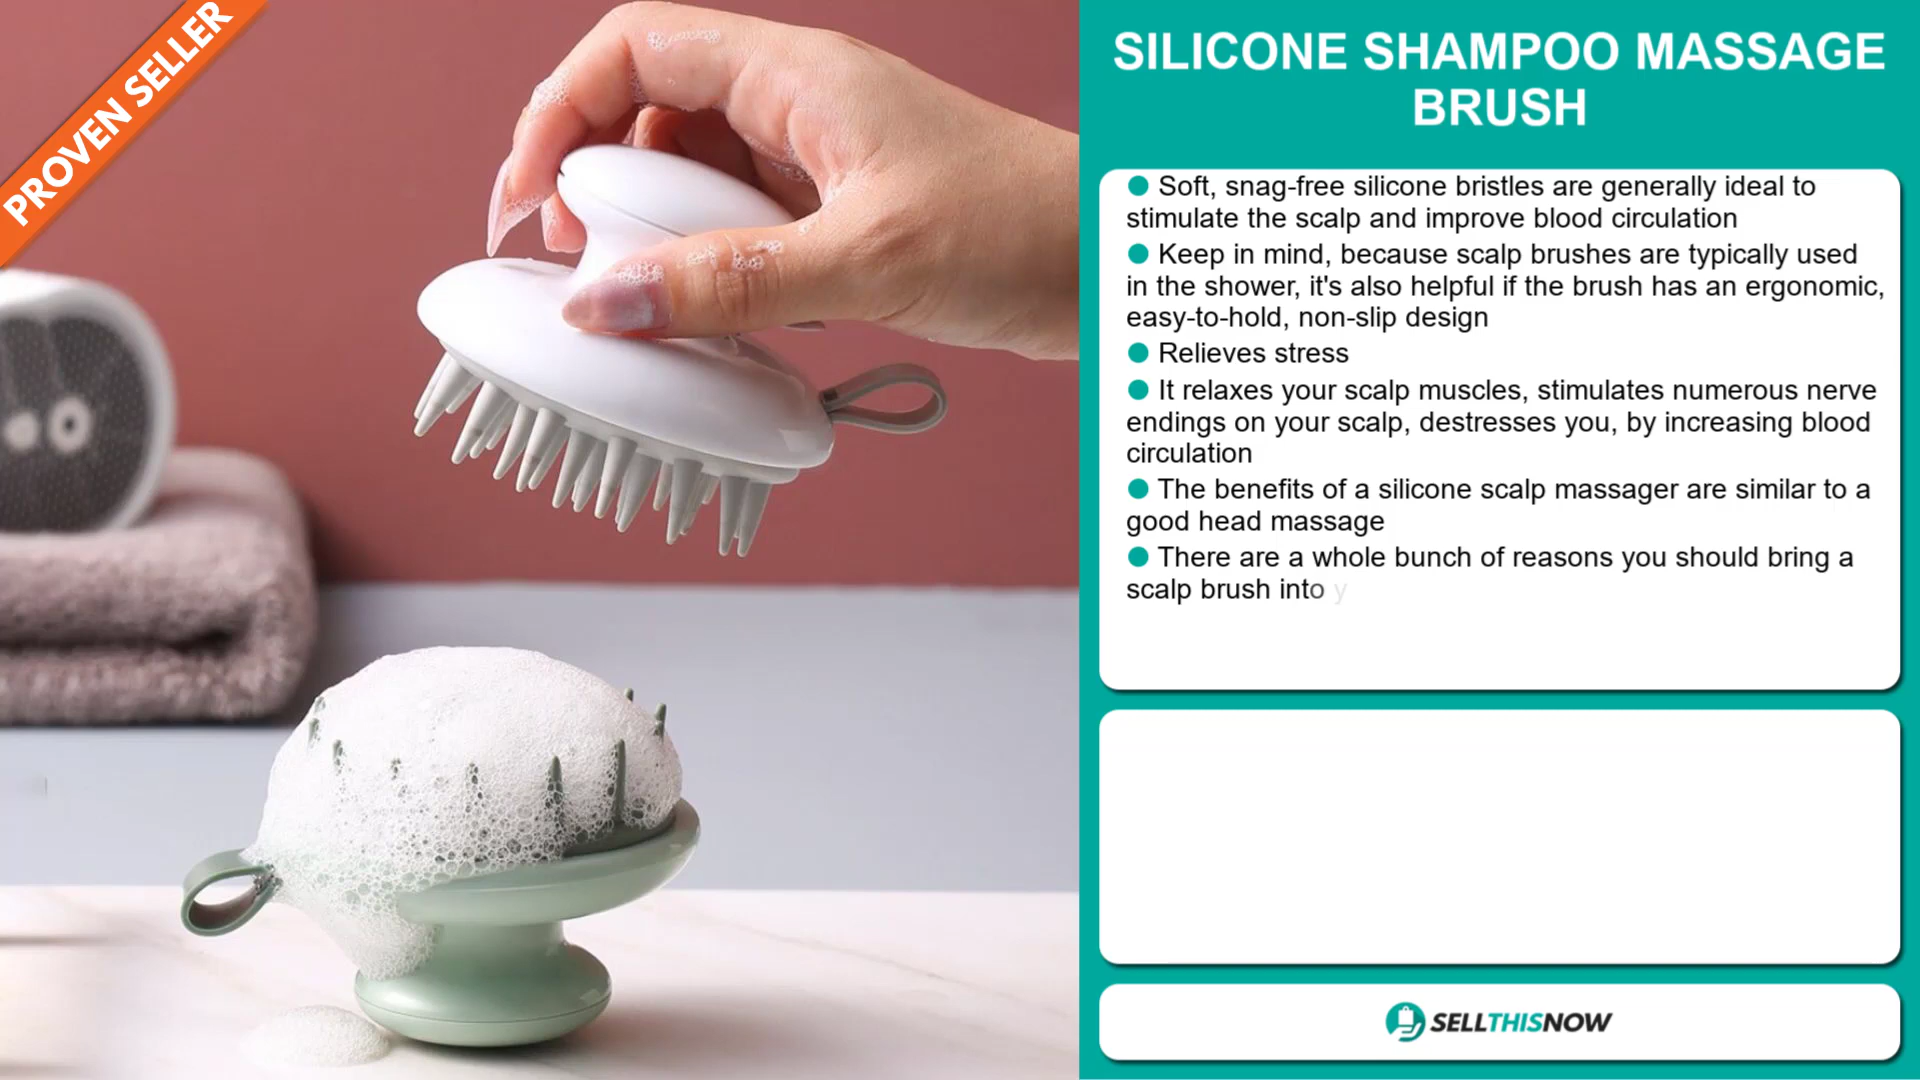 PROVEN SELLER
SILICONE SHAMPOO MASSAGE
BRUSH
● Soft, snag-free silicone bristles are generally ideal to
stimulate the scalp and improve blood circulation
● Keep in mind, because scalp brushes are typically used
in the shower, it's also helpful if the brush has an ergonomic,
easy-to-hold, non-slip design
● Relieves stress
● It relaxes your scalp muscles, stimulates numerous nerve
endings on your scalp, destresses you, by increasing blood
circulation
● The benefits of a silicone scalp massager are similar to a
good head massage
● There are a whole bunch of reasons you should bring a
scalp brush into y
SELLTHISNOW